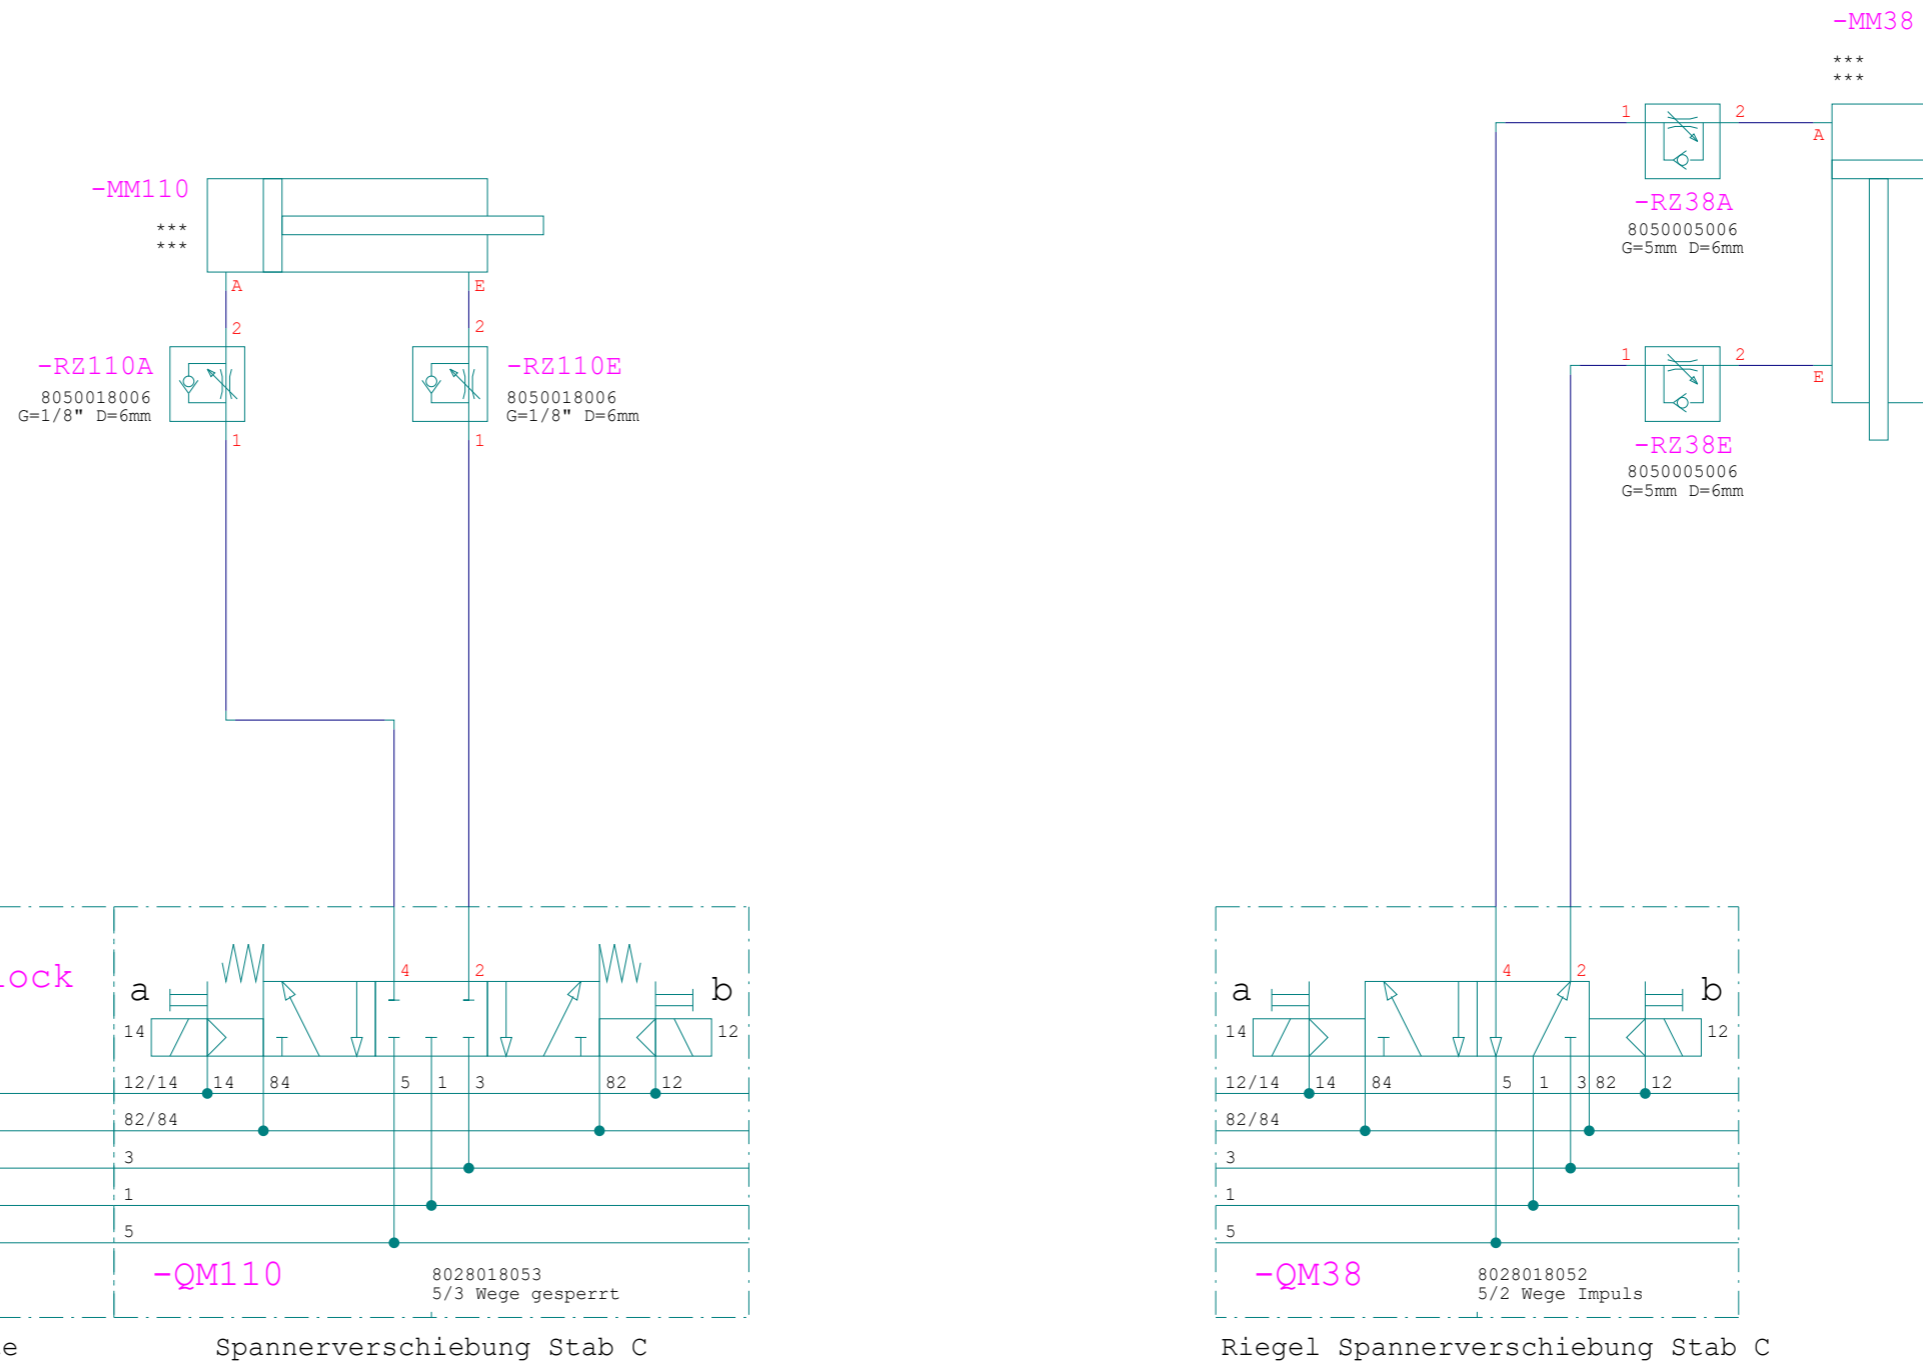 -MM38
***
***
1
2
A
-MM110
***
***
-RZ38A
8050005006
G=5mm D=6mm
A
E
2
2
-RZ110A
8050018006
G=1/8" D=6mm
-RZ110E
8050018006
G=1/8" D=6mm
1
1
1
2
E
-RZ38E
8050005006
G=5mm D=6mm
lock
a
4
2
b
14
12
12/14
14
84
5
1
3
82
12
82/84
3
1
5
-QM110
8028018053
5/3 Wege gesperrt
Spannerverschiebung Stab C
a
4
2
b
14
12
12/14
14
84
5
1
3
82
12
82/84
3
1
5
-QM38
8028018052
5/2 Wege Impuls
Riegel Spannerverschiebung Stab C